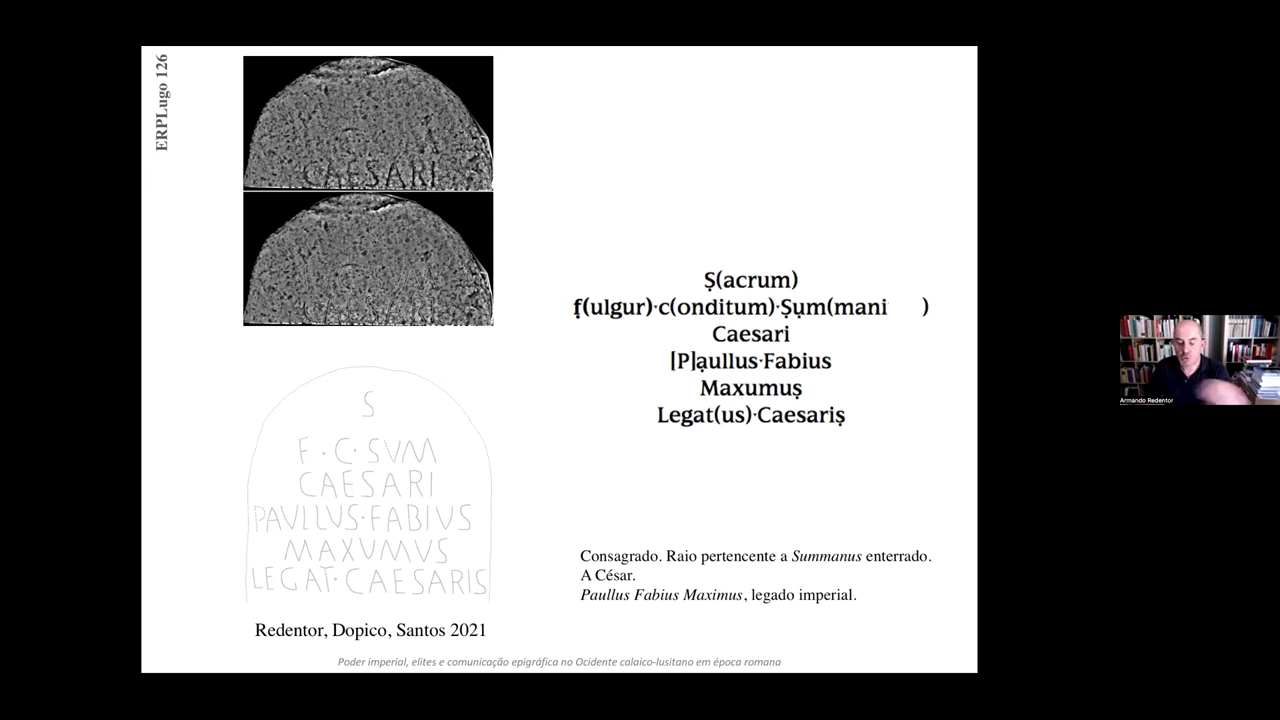 ERPLugo 126
CAESARI
S
F · C · SVM
CAESARI
PAVLLVS·FABIVS
MAXVMVS
LEGAT·CAESARIS
Redentor, Dopico, Santos 2021
Ṣ(acrum)
f̣(ulgur)·c(onditum)·Ṣụm(mani )
Caesari
[P]ạullus·Fabius
Maxumuṣ
Legat(us)·Caesariṣ
Consagrado. Raio pertencente a Summanus enterrado.
A César.
Paullus Fabius Maximus, legado imperial.
Poder imperial, elites e comunicação epigráfica no Ocidente calaico-lusitano em época romana
Armando Redentor